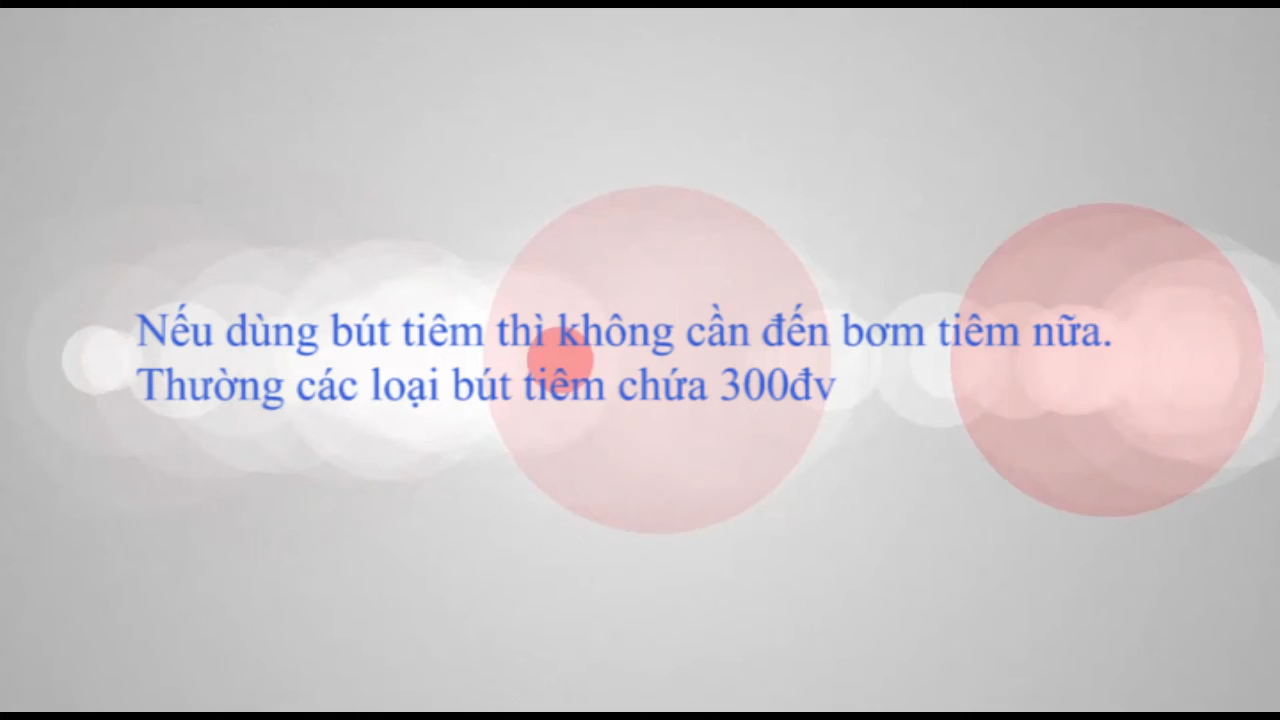 Nếu dùng bút tiêm thì không cần đến bơm tiêm nữa.
Thường các loại bút tiêm chứa 300đv